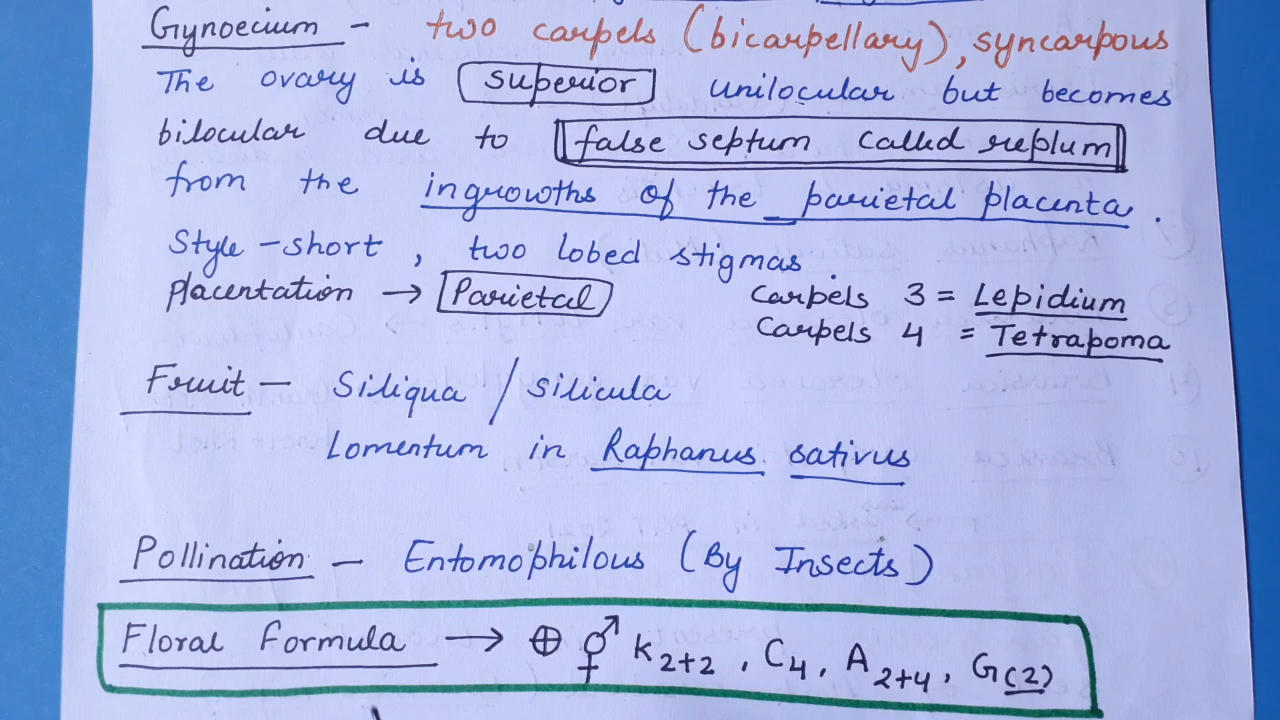 Gynoecium - two carpels (bicarpellary), syncarpous
The ovary is superior unilocular but becomes
bilocular due to false septum called replum
from the ingrowths of the parietal placenta.
Style - short, two lobed stigmas.
placentation → Parietal
Carpels 3 = Lepidium
Carpels 4 = Tetrapoma
Fruit - Siliqua / silicula
Lomentum in Raphanus sativus
Pollination - Entomophilous (By Insects)
Floral Formula → ⊕ ⚥ K2+2, C4, A2+4, G(2)